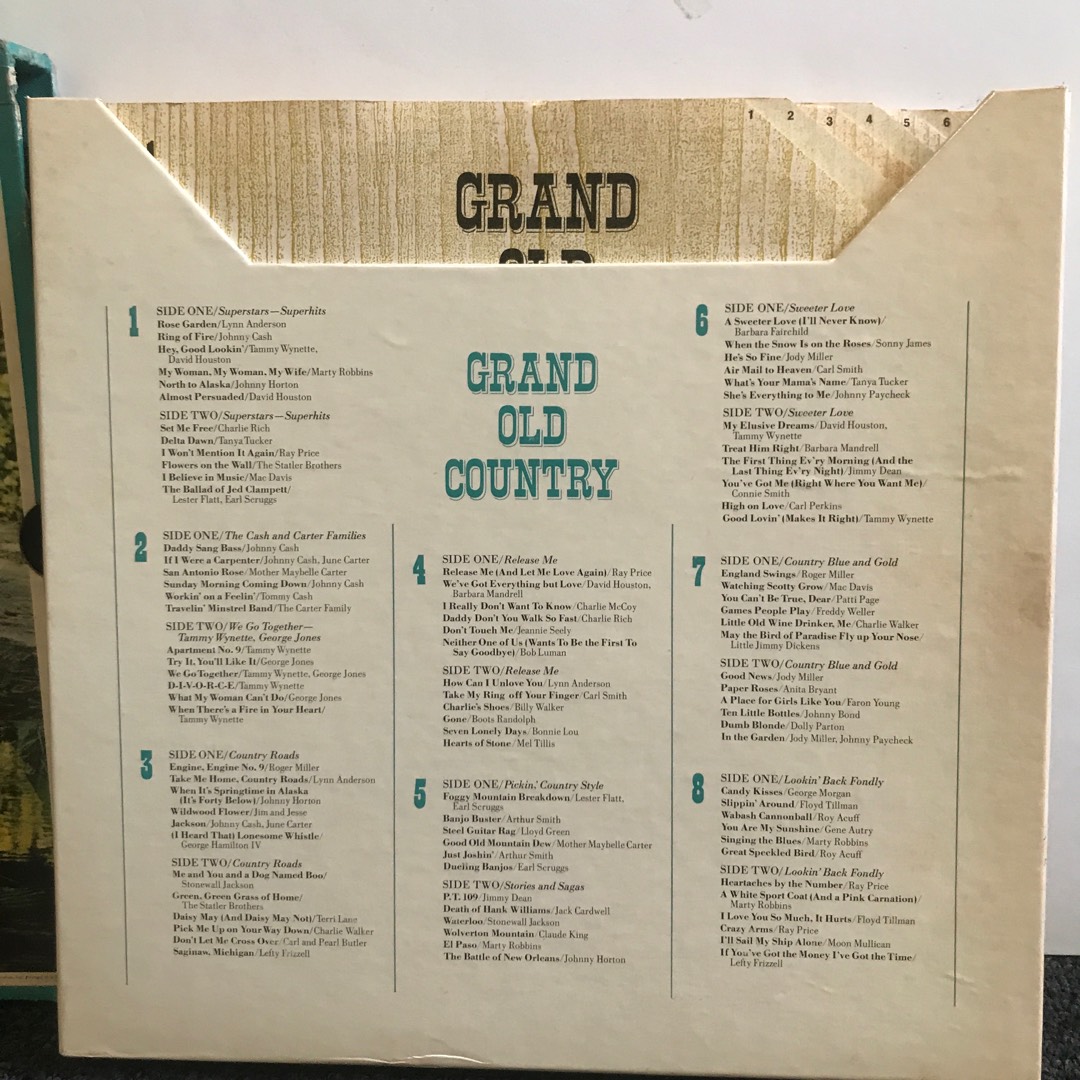 1 2 3 4 5 6
GRAND
OLD
1
SIDE ONE/Superstars—Superhits
Rose Garden/Lynn Anderson
Ring of Fire/Johnny Cash
Hey, Good Lookin'/Tammy Wynette,
David Houston
My Woman, My Woman, My Wife/Marty Robbins
North to Alaska/Johnny Horton
Almost Persuaded/David Houston
SIDE TWO/Superstars—Superhits
Set Me Free/Charlie Rich
Delta Dawn/Tanya Tucker
I Won't Mention It Again/Ray Price
Flowers on the Wall/The Statler Brothers
I Believe in Music/Mac Davis
The Ballad of Jed Clampett/
Lester Flatt, Earl Scruggs
2
SIDE ONE/The Cash and Carter Families
Daddy Sang Bass/Johnny Cash
If I Were a Carpenter/Johnny Cash, June Carter
San Antonio Rose/Mother Maybelle Carter
Sunday Morning Coming Down/Johnny Cash
Workin' on a Feelin'/Tommy Cash
Travelin' Minstrel Band/The Carter Family
SIDE TWO/We Go Together—
Tammy Wynette, George Jones
Apartment No. 9/Tammy Wynette
Try It, You'll Like It/George Jones
We Go Together/Tammy Wynette, George Jones
D-I-V-O-R-C-E/Tammy Wynette
What My Woman Can't Do/George Jones
When There's a Fire in Your Heart/
Tammy Wynette
3
SIDE ONE/Country Roads
Engine, Engine No. 9/Roger Miller
Take Me Home, Country Roads/Lynn Anderson
When It's Springtime in Alaska
(It's Forty Below)/Johnny Horton
Wildwood Flower/Jim and Jesse
Jackson/Johnny Cash, June Carter
(I Heard That) Lonesome Whistle/
George Hamilton IV
SIDE TWO/Country Roads
Me and You and a Dog Named Boo/
Stonewall Jackson
Green, Green Grass of Home/
The Statler Brothers
Daisy May (And Daisy May Not)/Terri Lane
Pick Me Up on Your Way Down/Charlie Walker
Don't Let Me Cross Over/Carl and Pearl Butler
Saginaw, Michigan/Lefty Frizzell
GRAND
OLD
COUNTRY
4
SIDE ONE/Release Me
Release Me (And Let Me Love Again)/Ray Price
We've Got Everything but Love/David Houston,
Barbara Mandrell
I Really Don't Want To Know/Charlie McCoy
Daddy Don't You Walk So Fast/Charlie Rich
Don't Touch Me/Jeannie Seely
Neither One of Us (Wants To Be the First To
Say Goodbye)/Bob Luman
SIDE TWO/Release Me
How Can I Unlove You/Lynn Anderson
Take My Ring off Your Finger/Carl Smith
Charlie's Shoes/Billy Walker
Gone/Boots Randolph
Seven Lonely Days/Bonnie Lou
Hearts of Stone/Mel Tillis
5
SIDE ONE/Pickin' Country Style
Foggy Mountain Breakdown/Lester Flatt,
Earl Scruggs
Banjo Buster/Arthur Smith
Steel Guitar Rag/Lloyd Green
Good Old Mountain Dew/Mother Maybelle Carter
Just Joshin'/Arthur Smith
Dueling Banjos/Earl Scruggs
SIDE TWO/Stories and Sagas
P.T. 109/Jimmy Dean
Death of Hank Williams/Jack Cardwell
Waterloo/Stonewall Jackson
Wolverton Mountain/Claude King
El Paso/Marty Robbins
The Battle of New Orleans/Johnny Horton
6
SIDE ONE/Sweeter Love
A Sweeter Love (I'll Never Know)/
Barbara Fairchild
When the Snow Is on the Roses/Sonny James
He's So Fine/Jody Miller
Air Mail to Heaven/Carl Smith
What's Your Mama's Name/Tanya Tucker
She's Everything to Me/Johnny Paycheck
SIDE TWO/Sweeter Love
My Elusive Dreams/David Houston,
Tammy Wynette
Treat Him Right/Barbara Mandrell
The First Thing Ev'ry Morning (And the
Last Thing Ev'ry Night)/Jimmy Dean
You've Got Me (Right Where You Want Me)/
Connie Smith
High on Love/Carl Perkins
Good Lovin' (Makes It Right)/Tammy Wynette
7
SIDE ONE/Country Blue and Gold
England Swings/Roger Miller
Watching Scotty Grow/Mac Davis
You Can't Be True, Dear/Patti Page
Games People Play/Freddy Weller
Little Old Wine Drinker, Me/Charlie Walker
May the Bird of Paradise Fly up Your Nose/
Little Jimmy Dickens
SIDE TWO/Country Blue and Gold
Good News/Jody Miller
Paper Roses/Anita Bryant
A Place for Girls Like You/Faron Young
Ten Little Bottles/Johnny Bond
Dumb Blonde/Dolly Parton
In the Garden/Jody Miller, Johnny Paycheck
8
SIDE ONE/Lookin' Back Fondly
Candy Kisses/George Morgan
Slippin' Around/Floyd Tillman
Wabash Cannonball/Roy Acuff
You Are My Sunshine/Gene Autry
Singing the Blues/Marty Robbins
Great Speckled Bird/Roy Acuff
SIDE TWO/Lookin' Back Fondly
Heartaches by the Number/Ray Price
A White Sport Coat (And a Pink Carnation)/
Marty Robbins
I Love You So Much, It Hurts/Floyd Tillman
Crazy Arms/Ray Price
I'll Sail My Ship Alone/Moon Mullican
If You've Got the Money I've Got the Time/
Lefty Frizzell